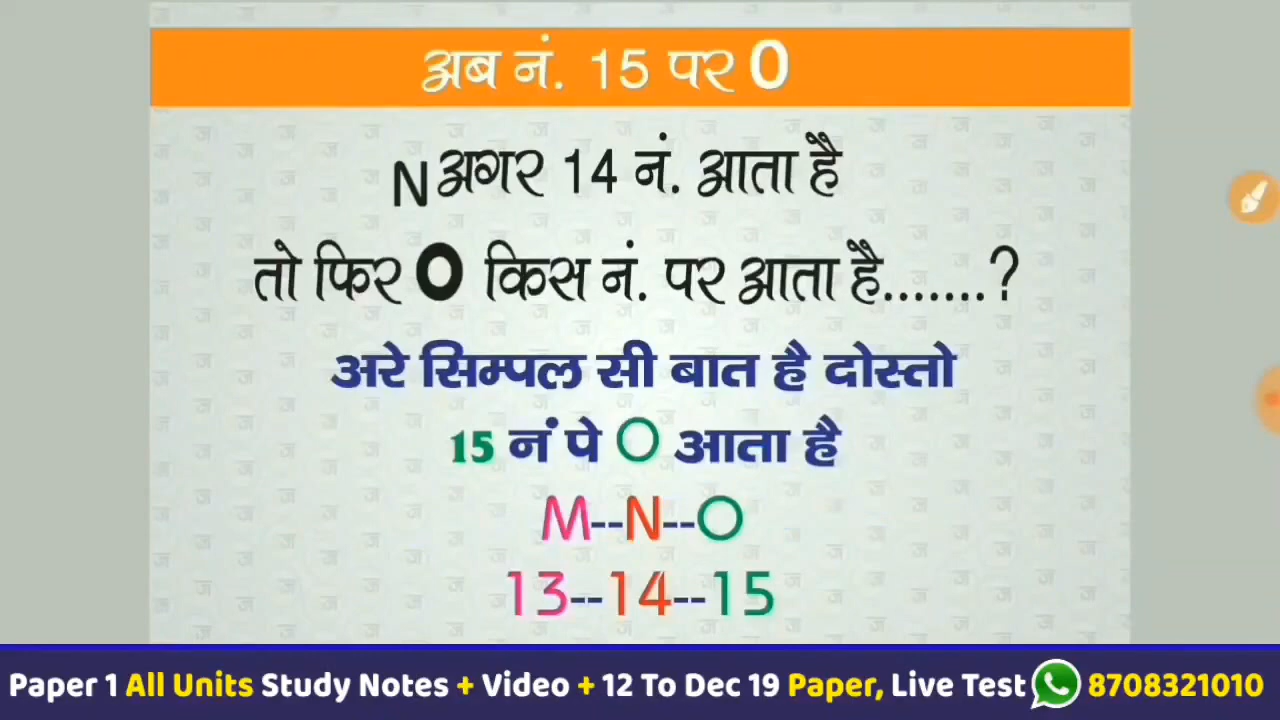 अब नं. 15 पर O
N अगर 14 नं. आता है
तो फिर O किस नं. पर आता है.......?
अरे सिम्पल सी बात है दोस्तो
15 नं पे O आता है
M--N--O
13--14--15
Paper 1 All Units Study Notes + Video + 12 To Dec 19 Paper, Live Test 8708321010